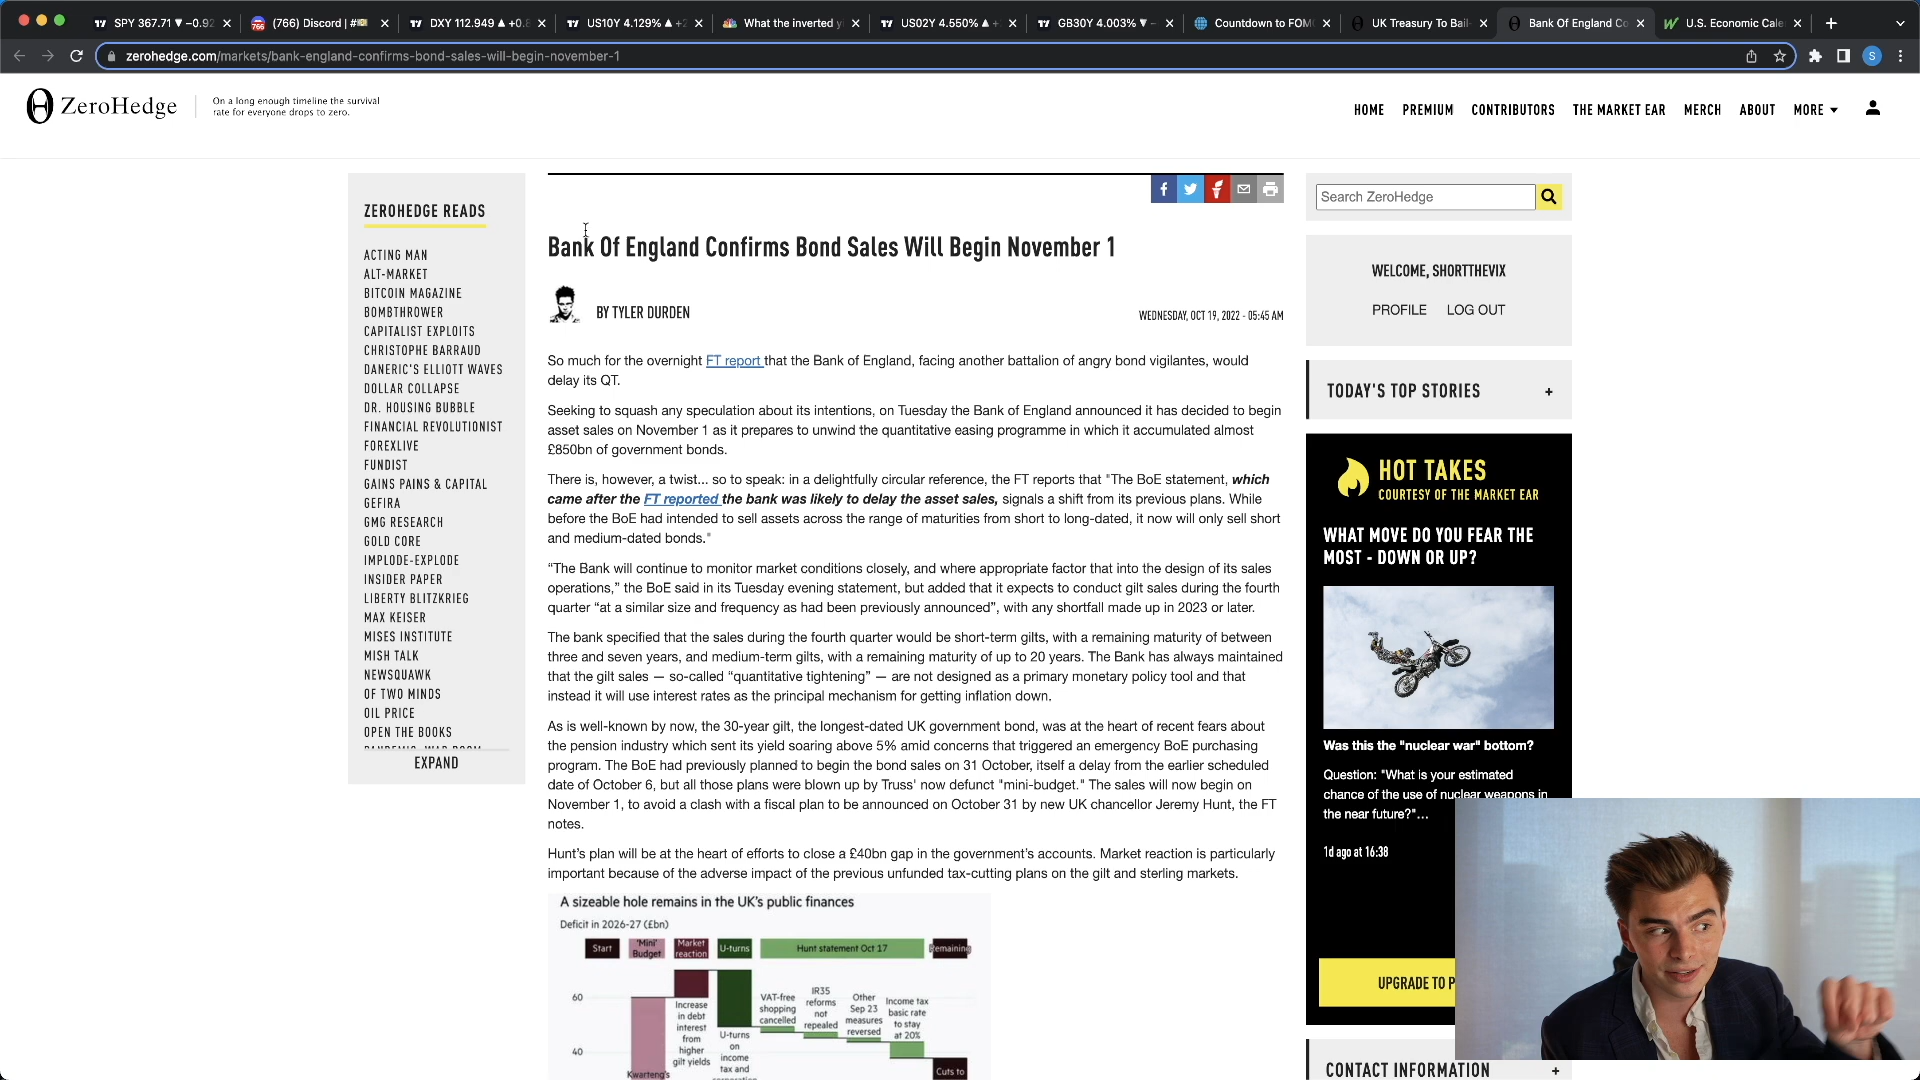 SPY 367.71 ▼ −0.92
(766) Discord | #
DXY 112.949 ▲ +0.
US10Y 4.129% ▲ +
What the inverted y
US02Y 4.550% ▲ +
GB30Y 4.003% ▼ −
Countdown to FOM
UK Treasury To Bail
Bank Of England Co
U.S. Economic Cale
zerohedge.com/markets/bank-england-confirms-bond-sales-will-begin-november-1
S
ZeroHedge
On a long enough timeline the survival
rate for everyone drops to zero.
HOME PREMIUM CONTRIBUTORS THE MARKET EAR MERCH ABOUT MORE
ZEROHEDGE READS
ACTING MAN
ALT-MARKET
BITCOIN MAGAZINE
BOMBTHROWER
CAPITALIST EXPLOITS
CHRISTOPHE BARRAUD
DANERIC'S ELLIOTT WAVES
DOLLAR COLLAPSE
DR. HOUSING BUBBLE
FINANCIAL REVOLUTIONIST
FOREXLIVE
FUNDIST
GAINS PAINS & CAPITAL
GEFIRA
GMG RESEARCH
GOLD CORE
IMPLODE-EXPLODE
INSIDER PAPER
LIBERTY BLITZKRIEG
MAX KEISER
MISES INSTITUTE
MISH TALK
NEWSQUAWK
OF TWO MINDS
OIL PRICE
OPEN THE BOOKS
EXPAND
Bank Of England Confirms Bond Sales Will Begin November 1
BY TYLER DURDEN
WEDNESDAY, OCT 19, 2022 - 05:45 AM
So much for the overnight FT report that the Bank of England, facing another battalion of angry bond vigilantes, would
delay its QT.
Seeking to squash any speculation about its intentions, on Tuesday the Bank of England announced it has decided to begin
asset sales on November 1 as it prepares to unwind the quantitative easing programme in which it accumulated almost
£850bn of government bonds.
There is, however, a twist... so to speak: in a delightfully circular reference, the FT reports that "The BoE statement, which
came after the FT reported the bank was likely to delay the asset sales, signals a shift from its previous plans. While
before the BoE had intended to sell assets across the range of maturities from short to long-dated, it now will only sell short
and medium-dated bonds."
“The Bank will continue to monitor market conditions closely, and where appropriate factor that into the design of its sales
operations,” the BoE said in its Tuesday evening statement, but added that it expects to conduct gilt sales during the fourth
quarter “at a similar size and frequency as had been previously announced”, with any shortfall made up in 2023 or later.
The bank specified that the sales during the fourth quarter would be short-term gilts, with a remaining maturity of between
three and seven years, and medium-term gilts, with a remaining maturity of up to 20 years. The Bank has always maintained
that the gilt sales — so-called “quantitative tightening” — are not designed as a primary monetary policy tool and that
instead it will use interest rates as the principal mechanism for getting inflation down.
As is well-known by now, the 30-year gilt, the longest-dated UK government bond, was at the heart of recent fears about
the pension industry which sent its yield soaring above 5% amid concerns that triggered an emergency BoE purchasing
program. The BoE had previously planned to begin the bond sales on 31 October, itself a delay from the earlier scheduled
date of October 6, but all those plans were blown up by Truss' now defunct "mini-budget." The sales will now begin on
November 1, to avoid a clash with a fiscal plan to be announced on October 31 by new UK chancellor Jeremy Hunt, the FT
notes.
Hunt's plan will be at the heart of efforts to close a £40bn gap in the government's accounts. Market reaction is particularly
important because of the adverse impact of the previous unfunded tax-cutting plans on the gilt and sterling markets.
A sizeable hole remains in the UK's public finances
Deficit in 2026-27 (£bn)
Start
'Mini'
Budget
Market
reaction
U-turns
Hunt statement Oct 17
Remaining
60
40
Kwarteng's
Increase
in debt
interest
from
higher
gilt yields
U-turns
on
income
tax and
VAT-free
shopping
cancelled
IR35
reforms
not
repealed
Other
Sep 23
measures
reversed
Income tax
basic rate
to stay
at 20%
Cuts to
Search ZeroHedge
WELCOME, SHORTTHEVIX
PROFILE LOG OUT
TODAY'S TOP STORIES +
HOT TAKES
COURTESY OF THE MARKET EAR
WHAT MOVE DO YOU FEAR THE
MOST - DOWN OR UP?
Was this the "nuclear war" bottom?
Question: "What is your estimated
chance of the use of nuclear weapons in
the near future?"...
1d ago at 16:38
UPGRADE TO P
CONTACT INFORMATION +